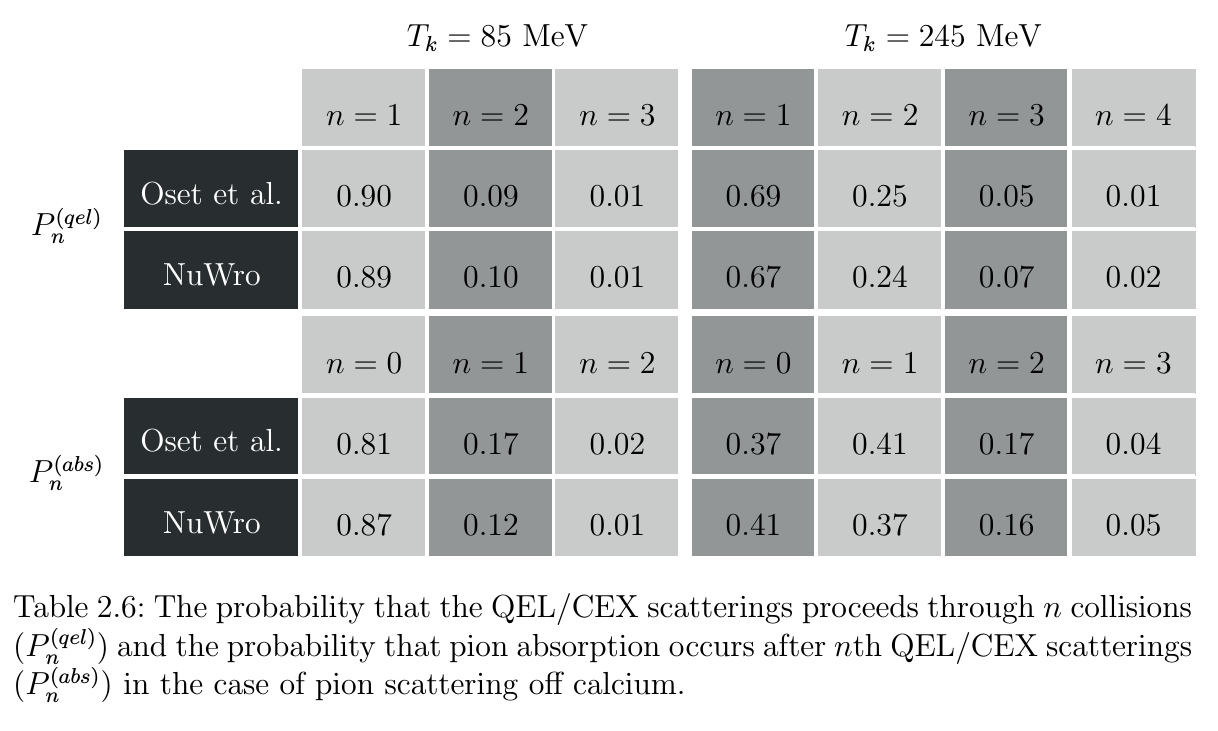 T_k = 85 MeV T_k = 245 MeV
n = 1 n = 2 n = 3 n = 1 n = 2 n = 3 n = 4
P_n^{(qel)}
Oset et al. 0.90 0.09 0.01 0.69 0.25 0.05 0.01
NuWro 0.89 0.10 0.01 0.67 0.24 0.07 0.02
n = 0 n = 1 n = 2 n = 0 n = 1 n = 2 n = 3
P_n^{(abs)}
Oset et al. 0.81 0.17 0.02 0.37 0.41 0.17 0.04
NuWro 0.87 0.12 0.01 0.41 0.37 0.16 0.05
Table 2.6: The probability that the QEL/CEX scatterings proceeds through n collisions
(P_n^{(qel)}) and the probability that pion absorption occurs after nth QEL/CEX scatterings
(P_n^{(abs)}) in the case of pion scattering off calcium.